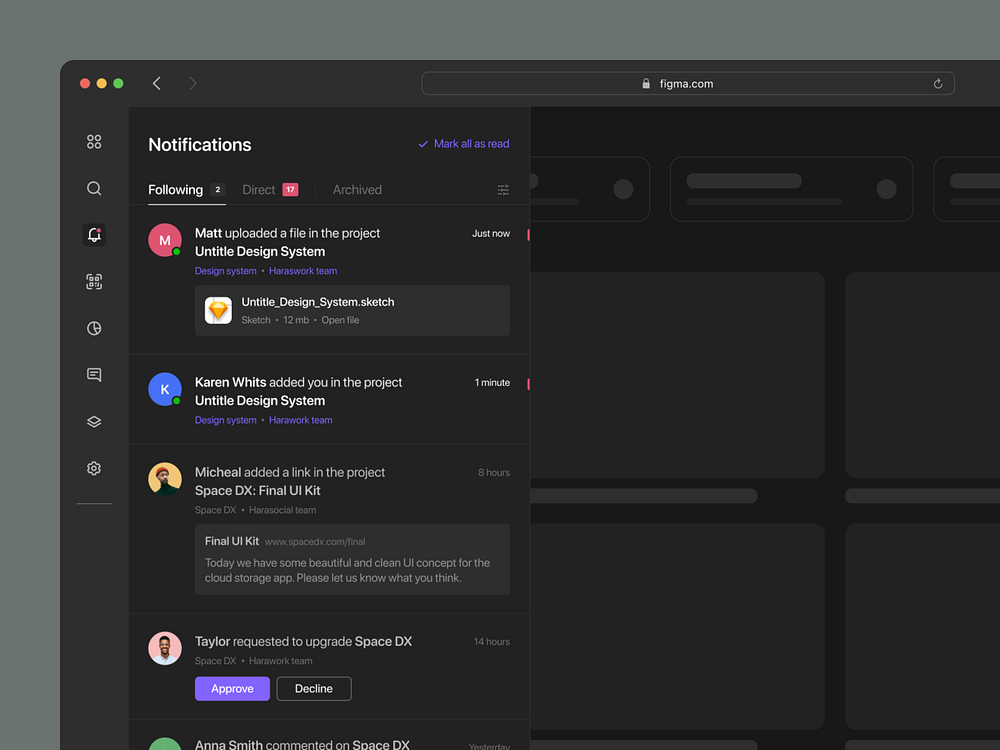 figma.com
Notifications
Mark all as read
Following 2 Direct 17 Archived
M
Matt uploaded a file in the project
Just now
Untitle Design System
Design system • Haraswork team
Untitle_Design_System.sketch
Sketch • 12 mb • Open file
K
Karen Whits added you in the project
1 minute
Untitle Design System
Design system • Harawork team
Micheal added a link in the project
8 hours
Space DX: Final UI Kit
Space DX • Harasocial team
Final UI Kit www.spacedx.com/final
Today we have some beautiful and clean UI concept for the
cloud storage app. Please let us know what you think.
Taylor requested to upgrade Space DX
14 hours
Space DX • Harawork team
Approve Decline
Anna Smith commented on Space DX
Yesterday